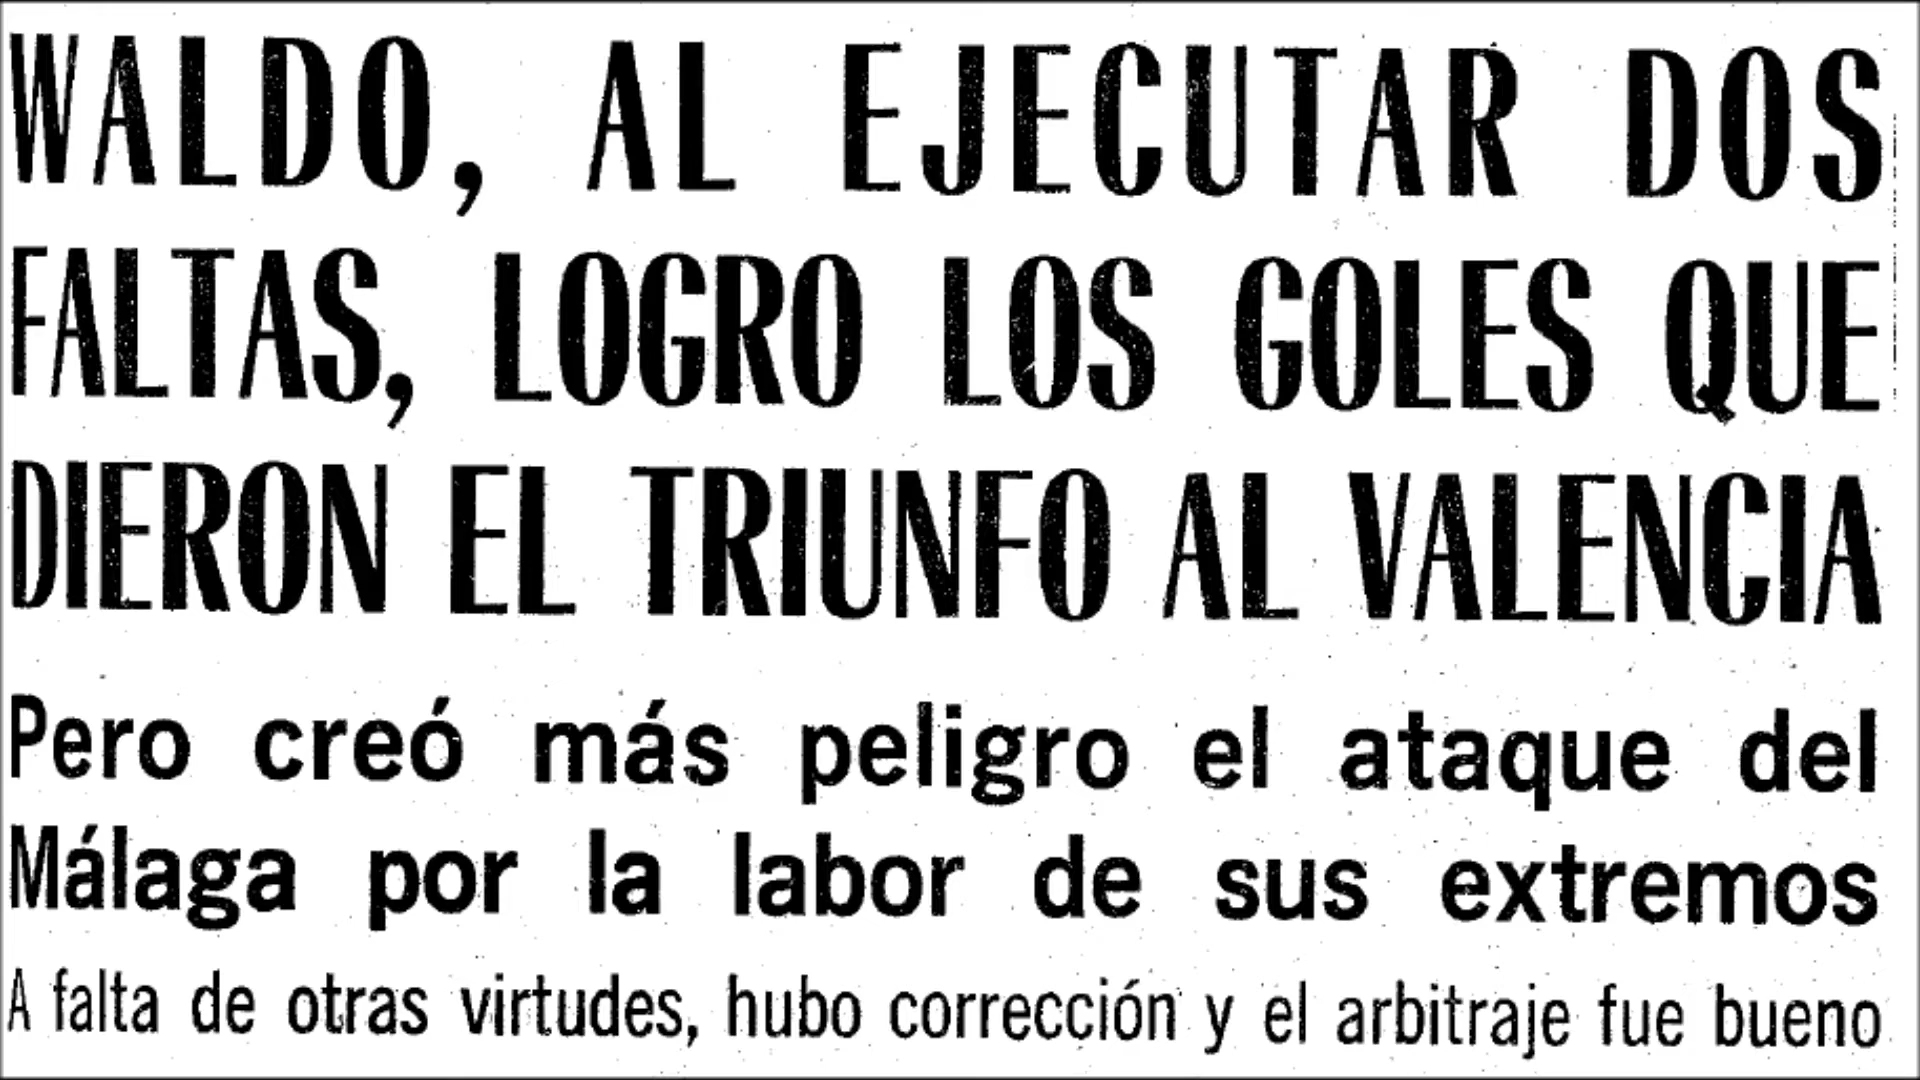 WALDO, AL EJECUTAR DOS
FALTAS, LOGRO LOS GOLES QUE
DIERON EL TRIUNFO AL VALENCIA
Pero creó más peligro el ataque del
Málaga por la labor de sus extremos
A falta de otras virtudes, hubo corrección y el arbitraje fue bueno